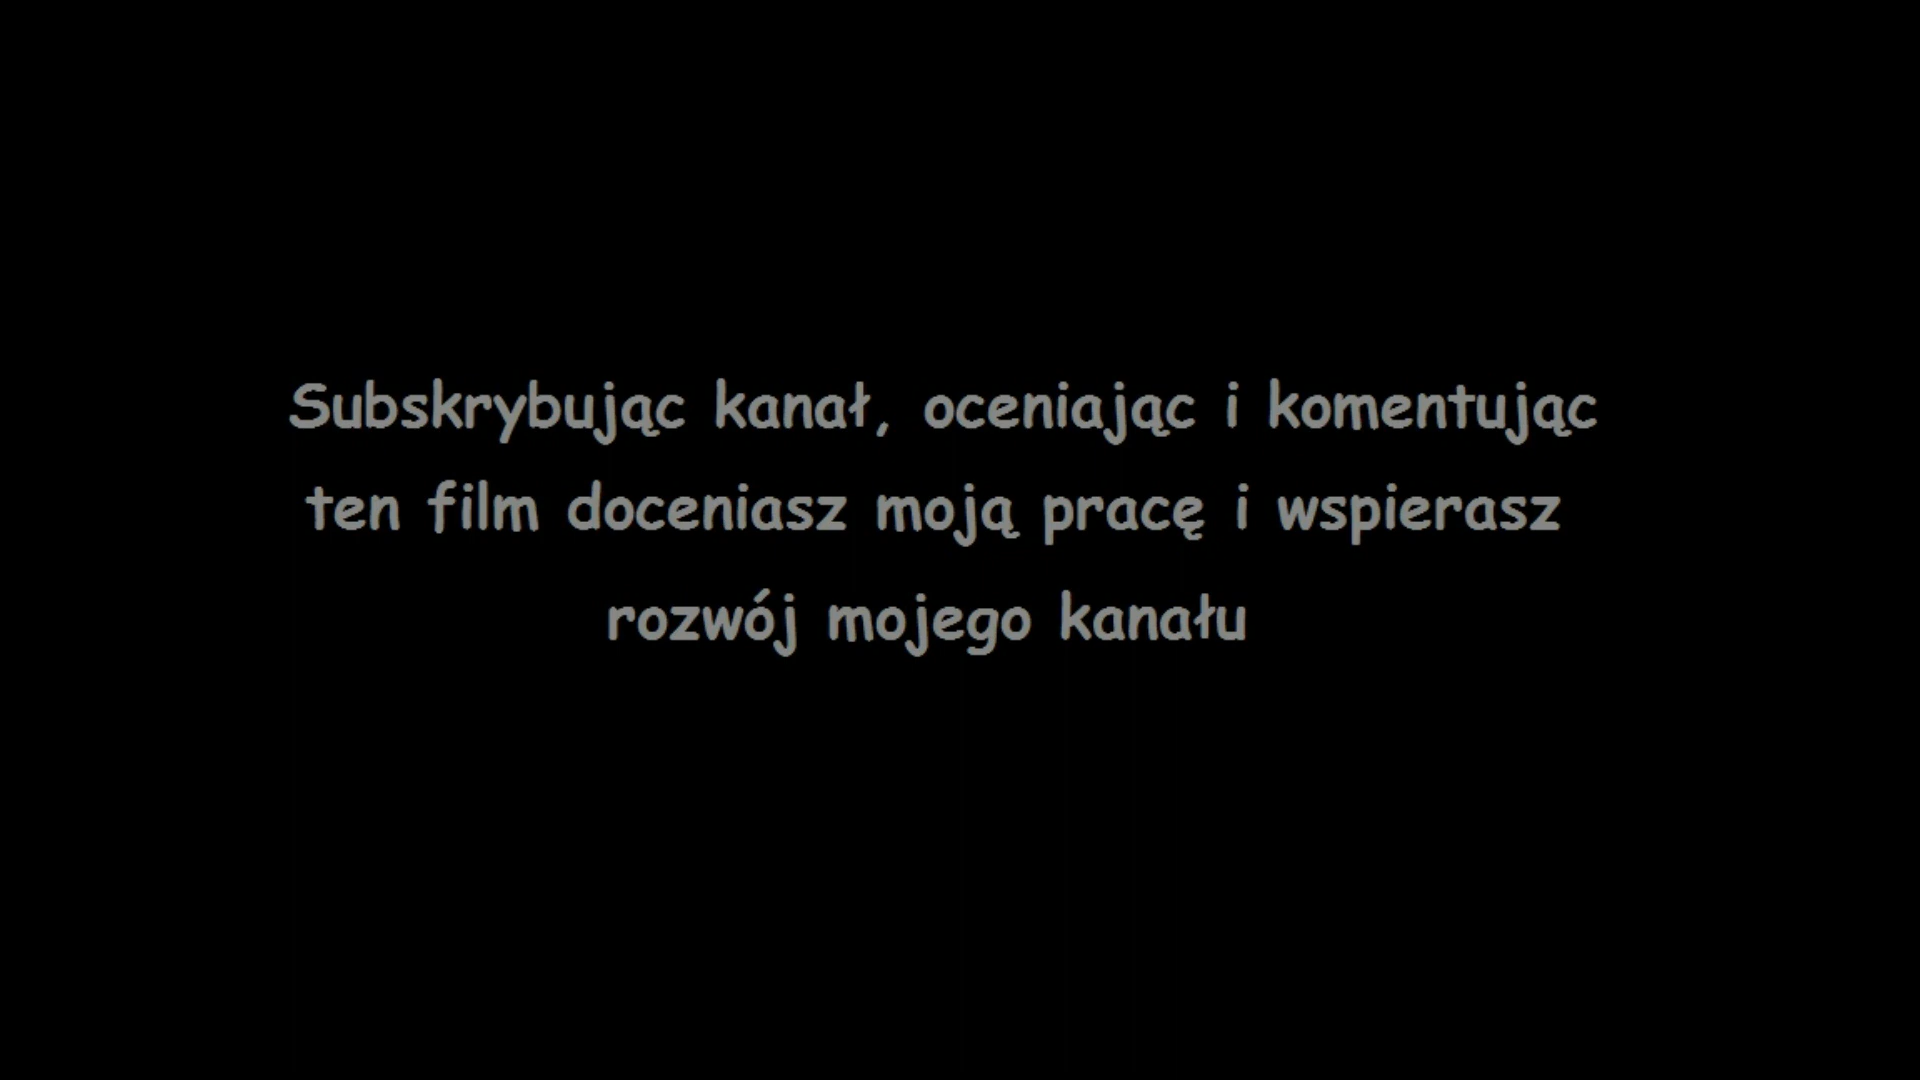 Subskrybując kanał, oceniając i komentując
ten film doceniasz moją pracę i wspierasz
rozwój mojego kanału